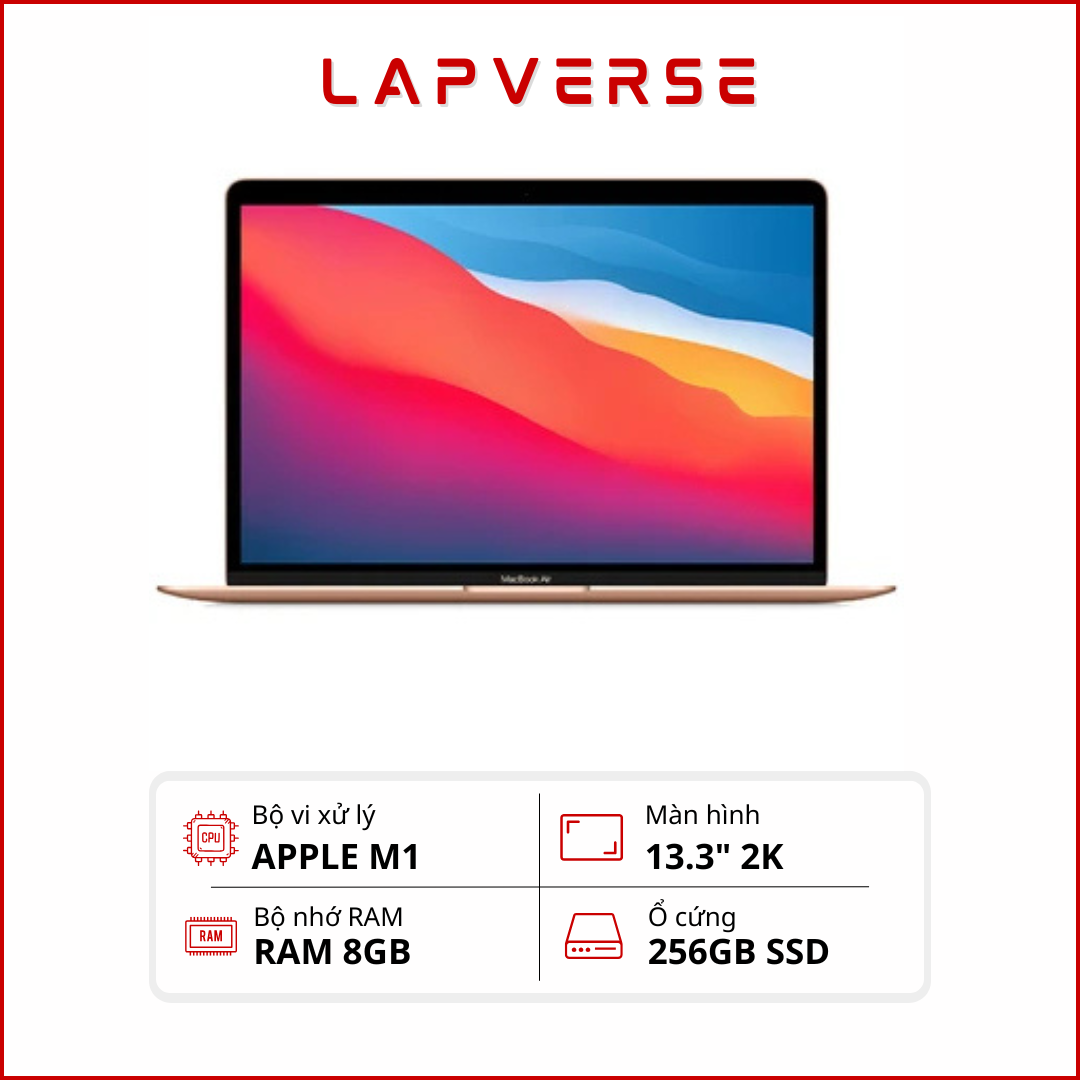 LAPVERSE
MacBook Air
CPU
Bộ vi xử lý
APPLE M1
Màn hình
13.3" 2K
RAM
Bộ nhớ RAM
RAM 8GB
Ổ cứng
256GB SSD